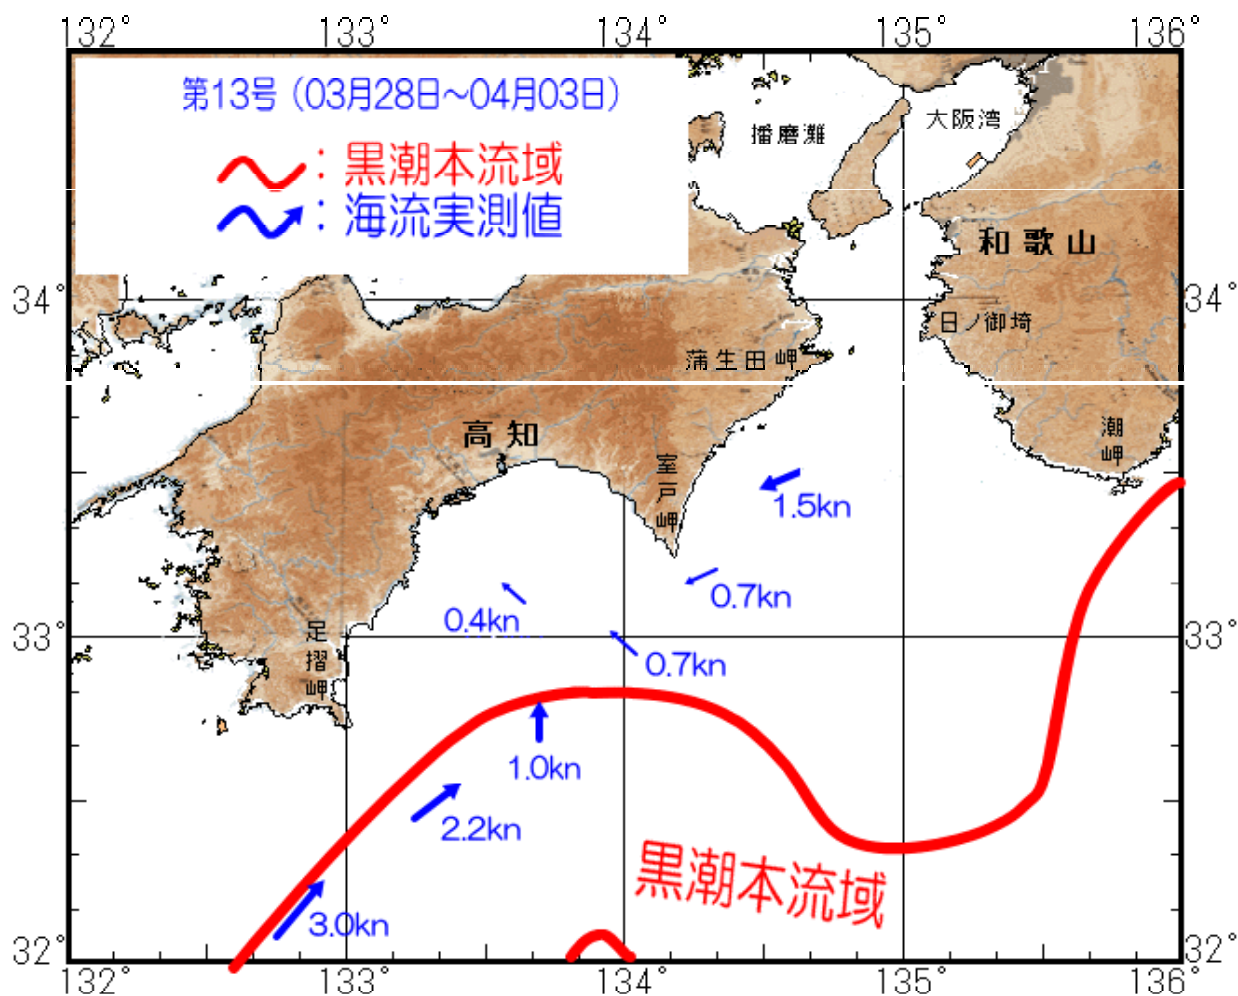 132° 133° 134° 135° 136°
第13号（03月28日～04月03日）
：黒潮本流域
：海流実測値
播磨灘
大阪湾
和歌山
34° 34°
日ノ御埼
蒲生田岬
潮岬
高知
室戸岬
1.5kn
0.7kn
0.4kn
足摺岬
33° 33°
0.7kn
1.0kn
2.2kn
黒潮本流域
3.0kn
32° 32°
132° 133° 134° 135° 136°